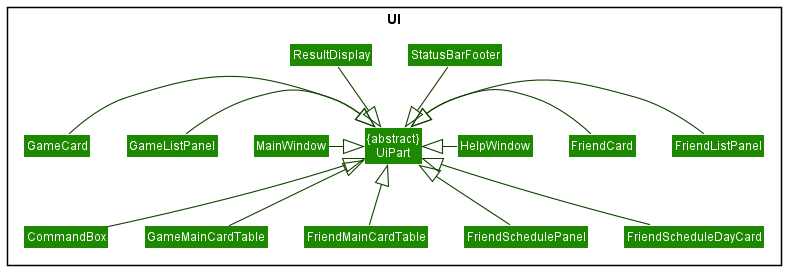 UI
ResultDisplay
StatusBarFooter
GameCard
GameListPanel
MainWindow
{abstract}
UiPart
HelpWindow
FriendCard
FriendListPanel
CommandBox
GameMainCardTable
FriendMainCardTable
FriendSchedulePanel
FriendScheduleDayCard